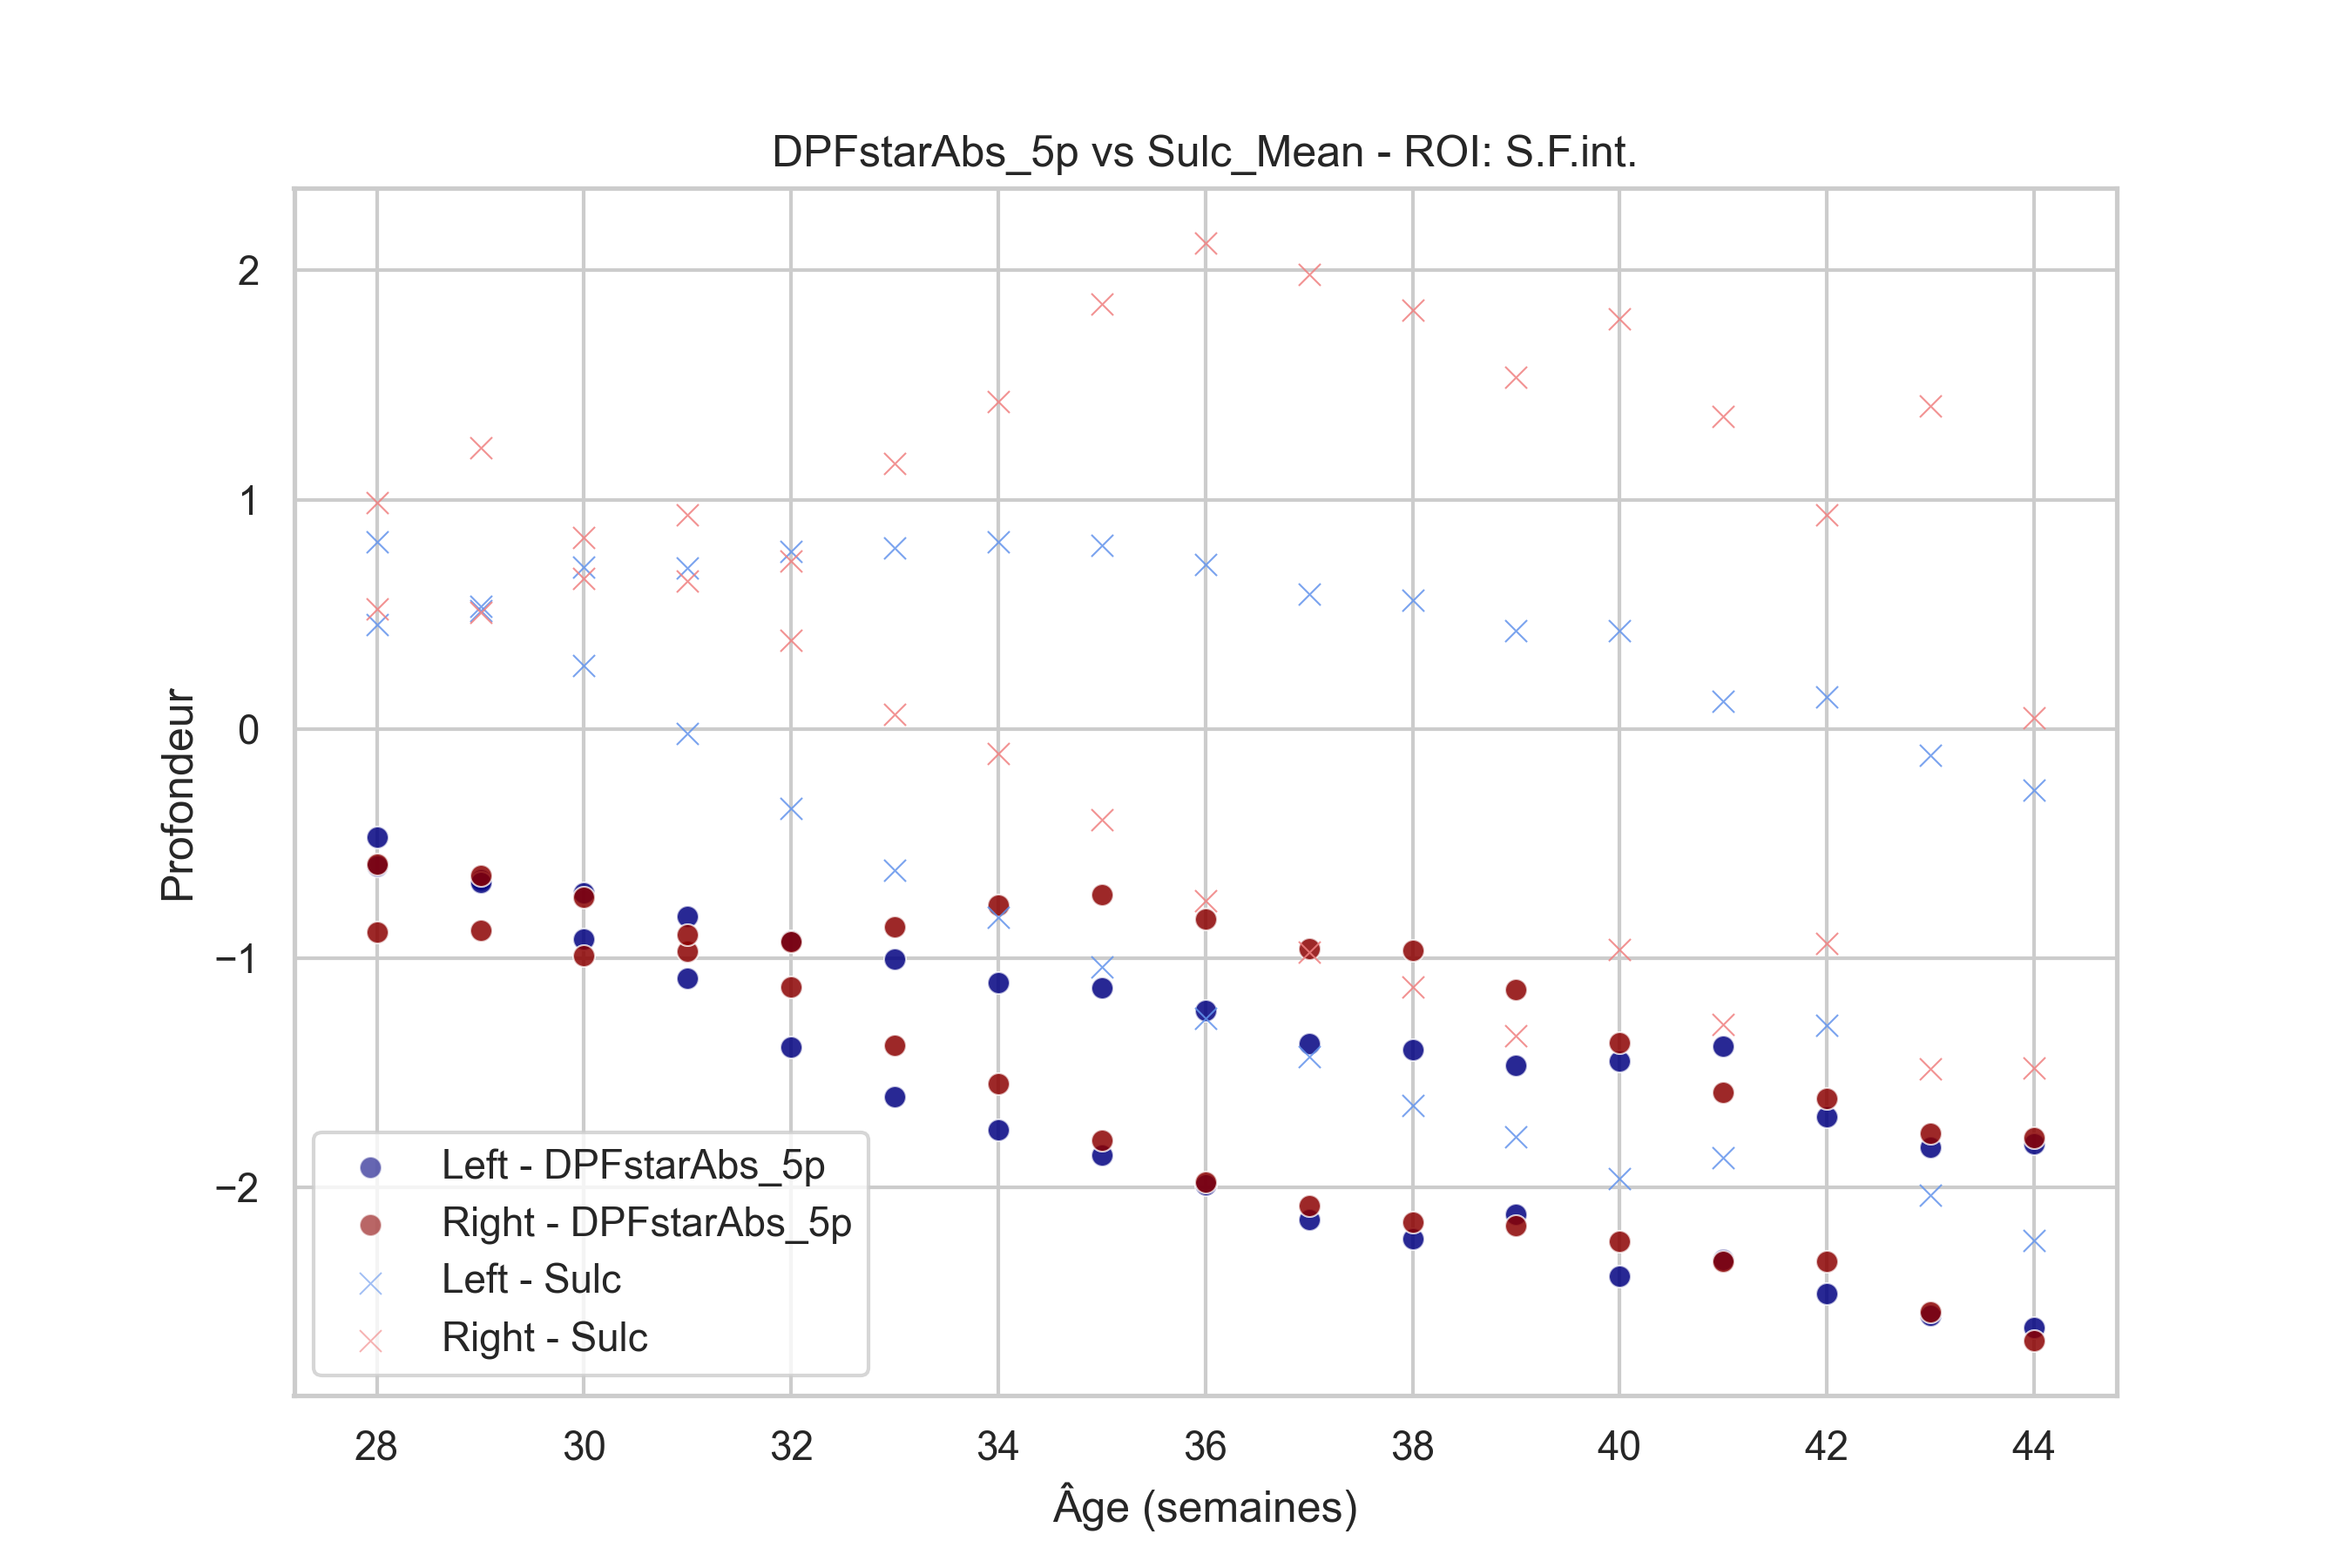 DPFstarAbs_5p vs Sulc_Mean - ROI: S.F.int.
2
1
0
−1
−2
Profondeur
Left - DPFstarAbs_5p
Right - DPFstarAbs_5p
Left - Sulc
Right - Sulc
28 30 32 34 36 38 40 42 44
Âge (semaines)